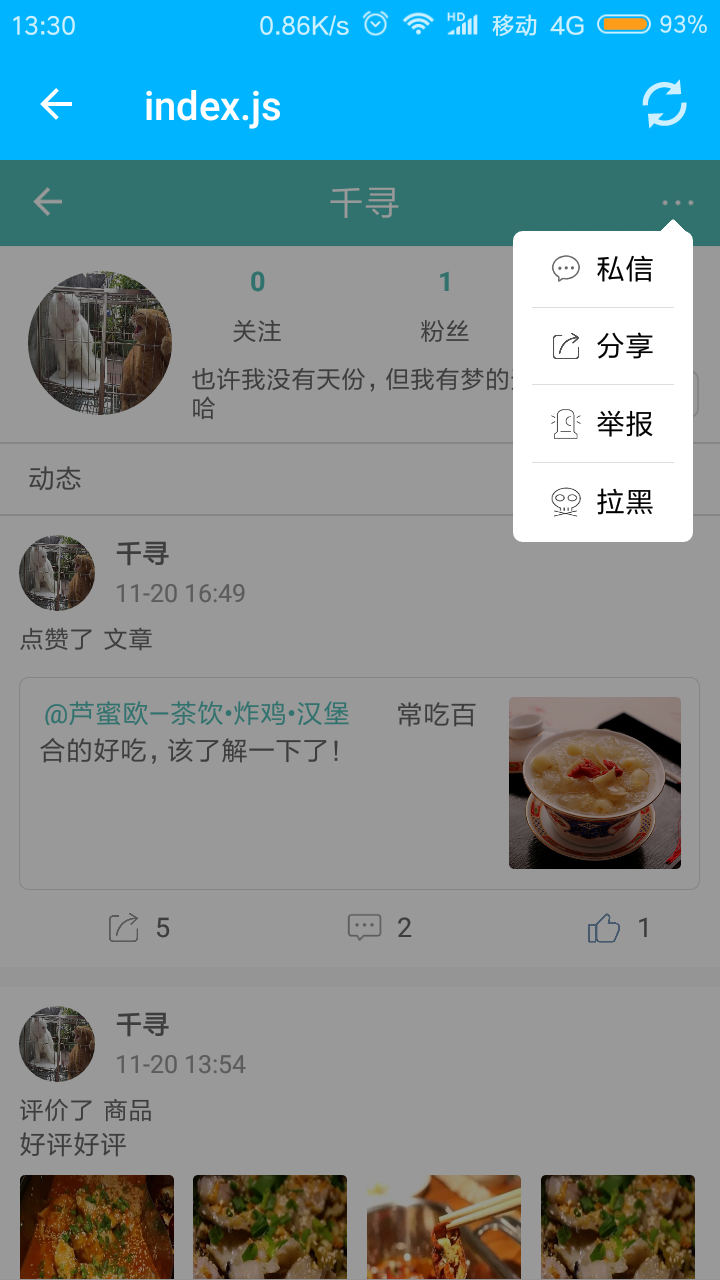 13:30 0.86K/s HD 移动 4G 93%
index.js
千寻
私信
分享
举报
拉黑
0 1
关注 粉丝
也许我没有天份，但我有梦的
哈
动态
千寻
11-20 16:49
点赞了 文章
@芦蜜欧—茶饮•炸鸡•汉堡 常吃百
合的好吃，该了解一下了！
5 2 1
千寻
11-20 13:54
评价了 商品
好评好评